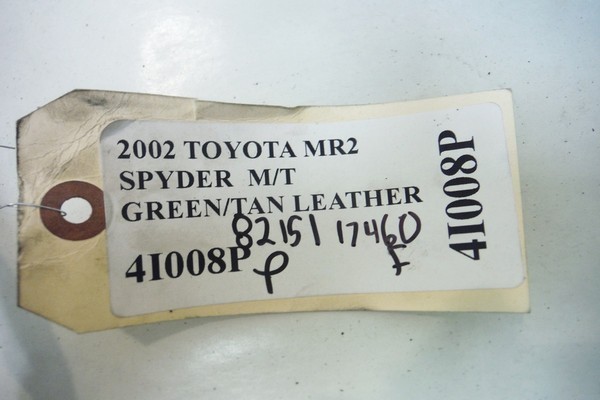 2002 TOYOTA MR2
SPYDER M/T
GREEN/TAN LEATHER
82151 17460
4I008P
4I008P